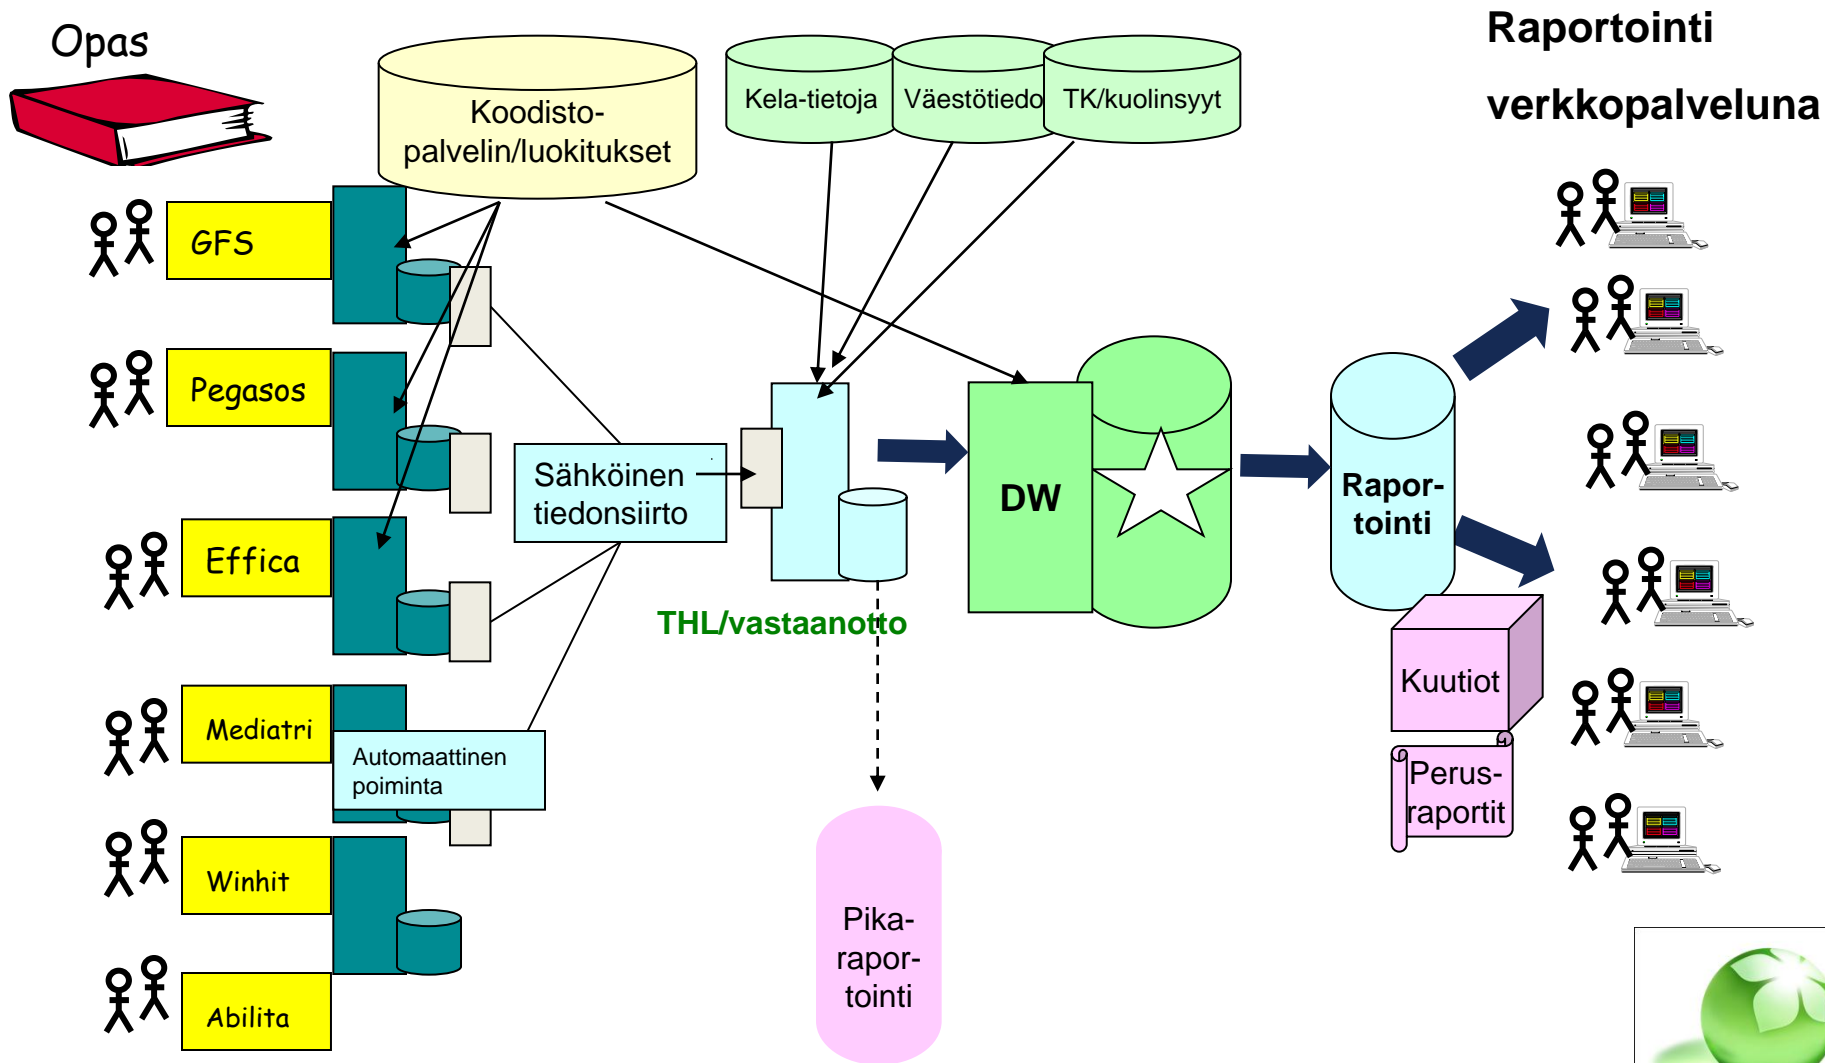 Opas
Koodisto-
palvelin/luokitukset
Kela-tietoja
Väestötiedo
TK/kuolinsyyt
Raportointi
verkkopalveluna
GFS
Pegasos
Effica
Mediatri
Winhit
Abilita
Automaattinen
poiminta
Sähköinen
tiedonsiirto
THL/vastaanotto
DW
Rapor-
tointi
Kuutiot
Perus-
raportit
Pika-
rapor-
tointi